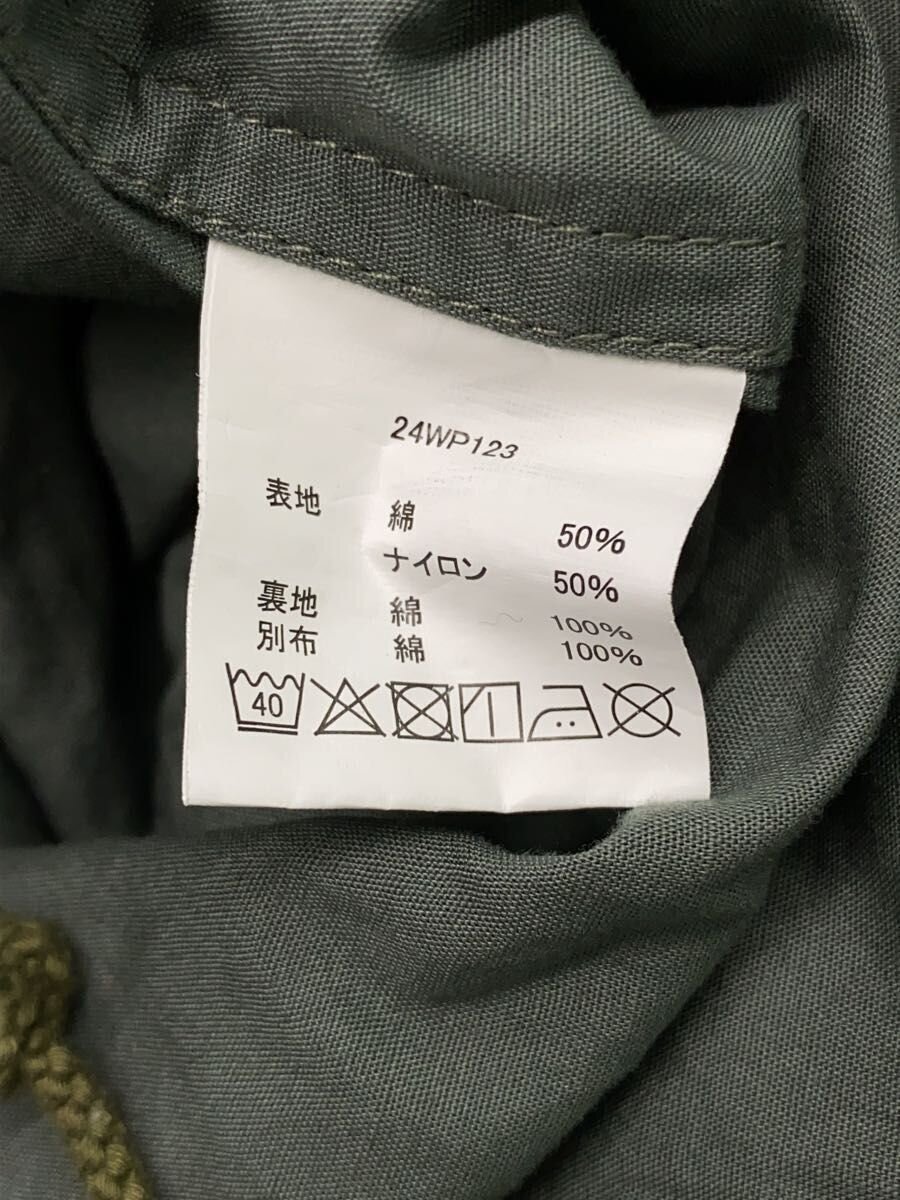 24WP123
表地 綿 50%
ナイロン 50%
裏地 綿 100%
別布 綿 100%
40